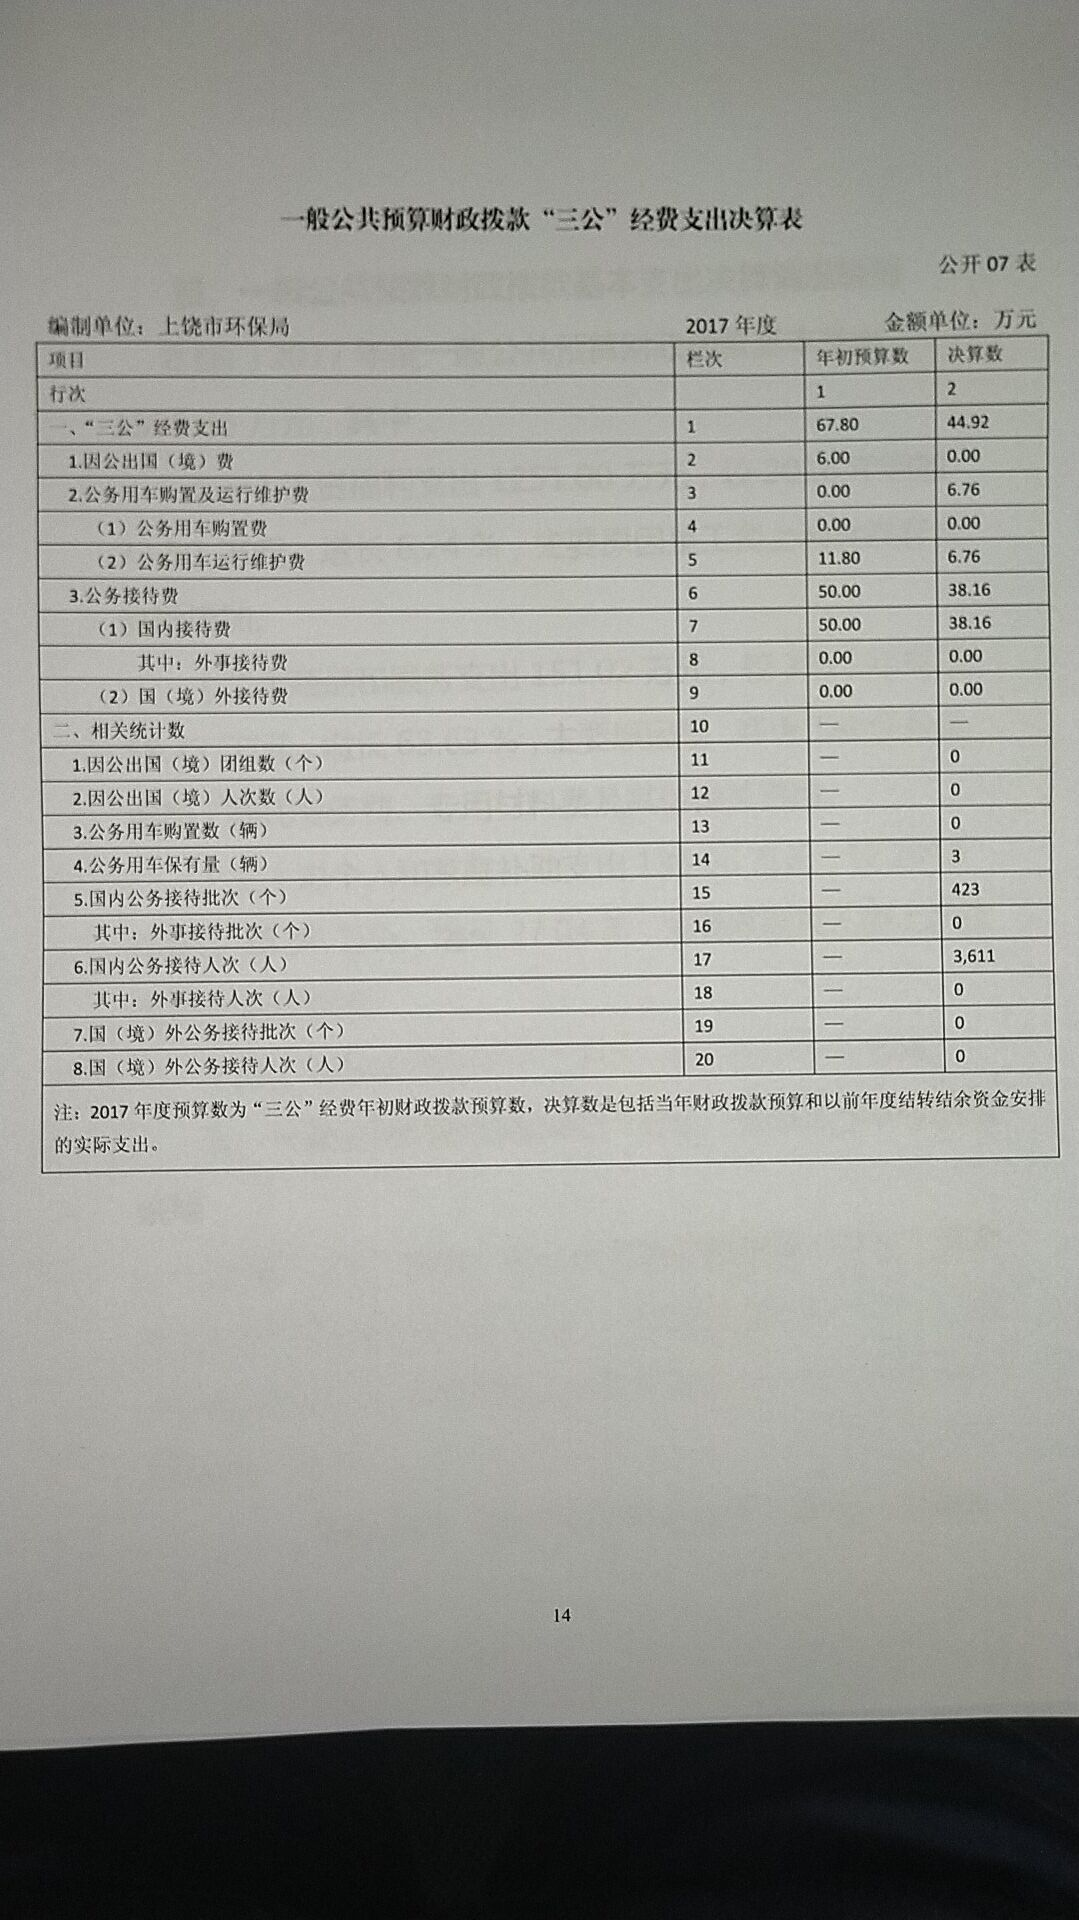 一般公共预算财政拨款“三公”经费支出决算表
公开 07 表
编制单位：上饶市环保局 2017 年度 金额单位：万元
项目 栏次 年初预算数 决算数
行次 1 2
一、“三公”经费支出 1 67.80 44.92
1.因公出国（境）费 2 6.00 0.00
2.公务用车购置及运行维护费 3 0.00 6.76
（1）公务用车购置费 4 0.00 0.00
（2）公务用车运行维护费 5 11.80 6.76
3.公务接待费 6 50.00 38.16
（1）国内接待费 7 50.00 38.16
其中：外事接待费 8 0.00 0.00
（2）国（境）外接待费 9 0.00 0.00
二、相关统计数 10 — —
1.因公出国（境）团组数（个） 11 — 0
2.因公出国（境）人次数（人） 12 — 0
3.公务用车购置数（辆） 13 — 0
4.公务用车保有量（辆） 14 — 3
5.国内公务接待批次（个） 15 — 423
其中：外事接待批次（个） 16 — 0
6.国内公务接待人次（人） 17 — 3,611
其中：外事接待人次（人） 18 — 0
7.国（境）外公务接待批次（个） 19 — 0
8.国（境）外公务接待人次（人） 20 — 0
注：2017 年度预算数为“三公”经费年初财政拨款预算数，决算数是包括当年财政拨款预算和以前年度结转结余资金安排
的实际支出。
14